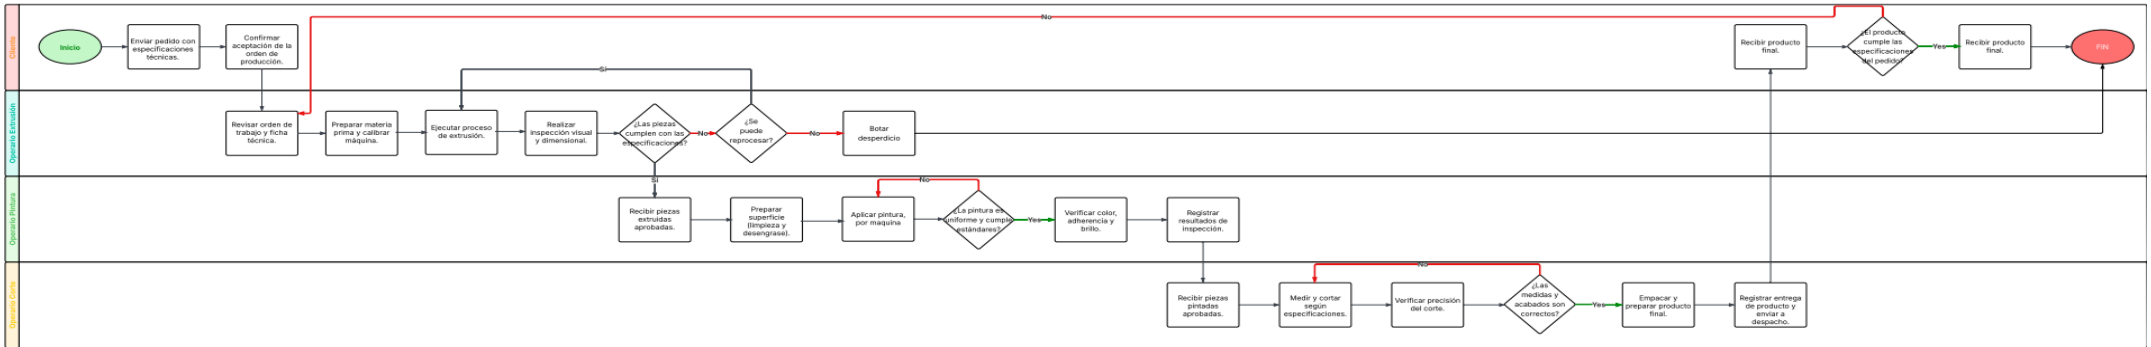 Cliente
Inicio
Enviar pedido con
especificaciones
técnicas.
Confirmar
aceptación de la
orden de
producción.
No
Recibir producto
final.
¿El producto
cumple las
especificaciones
del pedido?
Yes
Recibir producto
final.
FIN
Operario Extrusión
Revisar orden de
trabajo y ficha
técnica.
Preparar materia
prima y calibrar
máquina.
Ejecutar proceso
de extrusión.
Realizar
inspección visual
y dimensional.
¿Las piezas
cumplen con las
especificaciones?
No
¿Se
puede
reprocesar?
Si
No
Botar
desperdicio
Si
Operario Pintura
Recibir piezas
extruidas
aprobadas.
Preparar
superficie
(limpieza y
desengrase).
Aplicar pintura,
por maquina
No
¿La pintura es
uniforme y cumple
estándares?
Yes
Verificar color,
adherencia y
brillo.
Registrar
resultados de
inspección.
Operario Corte
Recibir piezas
pintadas
aprobadas.
Medir y cortar
según
especificaciones.
Verificar precisión
del corte.
No
¿Las
medidas y
acabados son
correctos?
Yes
Empacar y
preparar producto
final.
Registrar entrega
de producto y
enviar a
despacho.